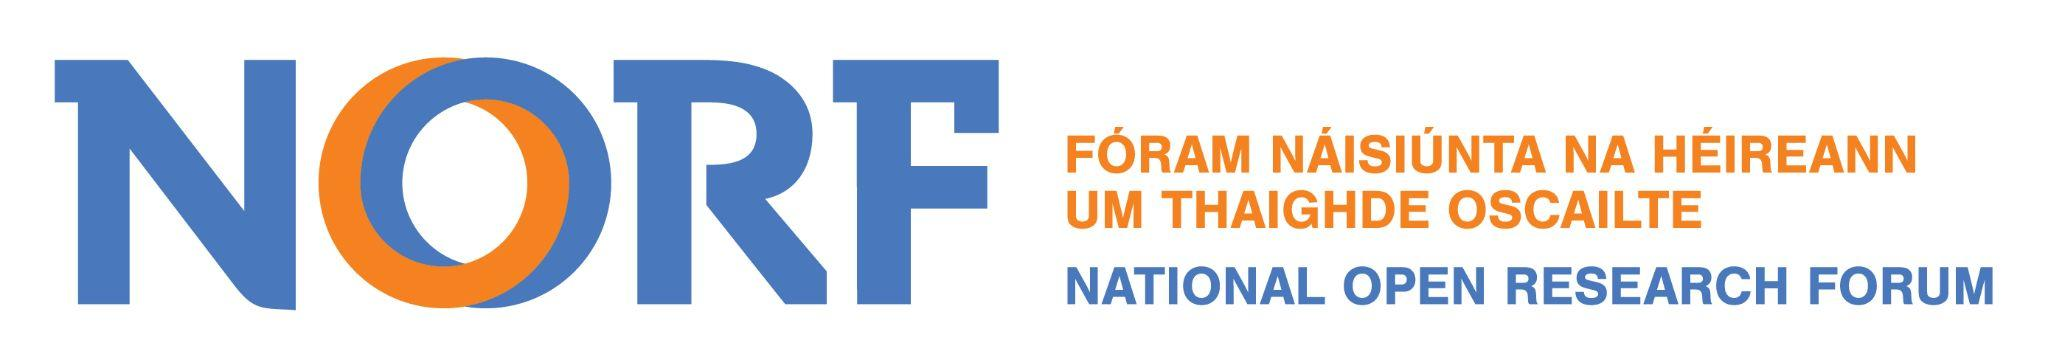 NORF
FÓRAM NÁISIÚNTA NA HÉIREANN
UM THAIGHDE OSCAILTE
NATIONAL OPEN RESEARCH FORUM